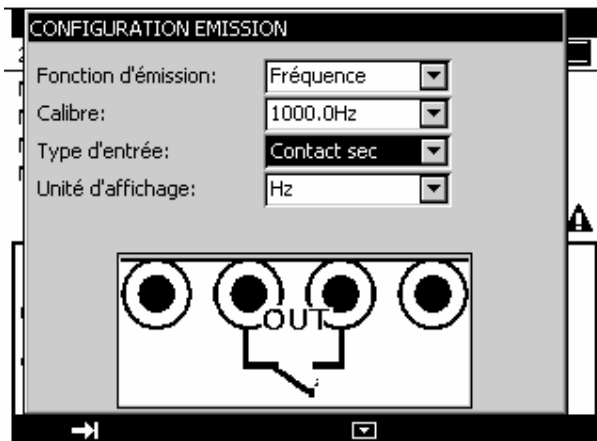 CONFIGURATION EMISSION
Fonction d'émission: Fréquence
Calibre: 1000.0Hz
Type d'entrée: Contact sec
Unité d'affichage: Hz
OUT